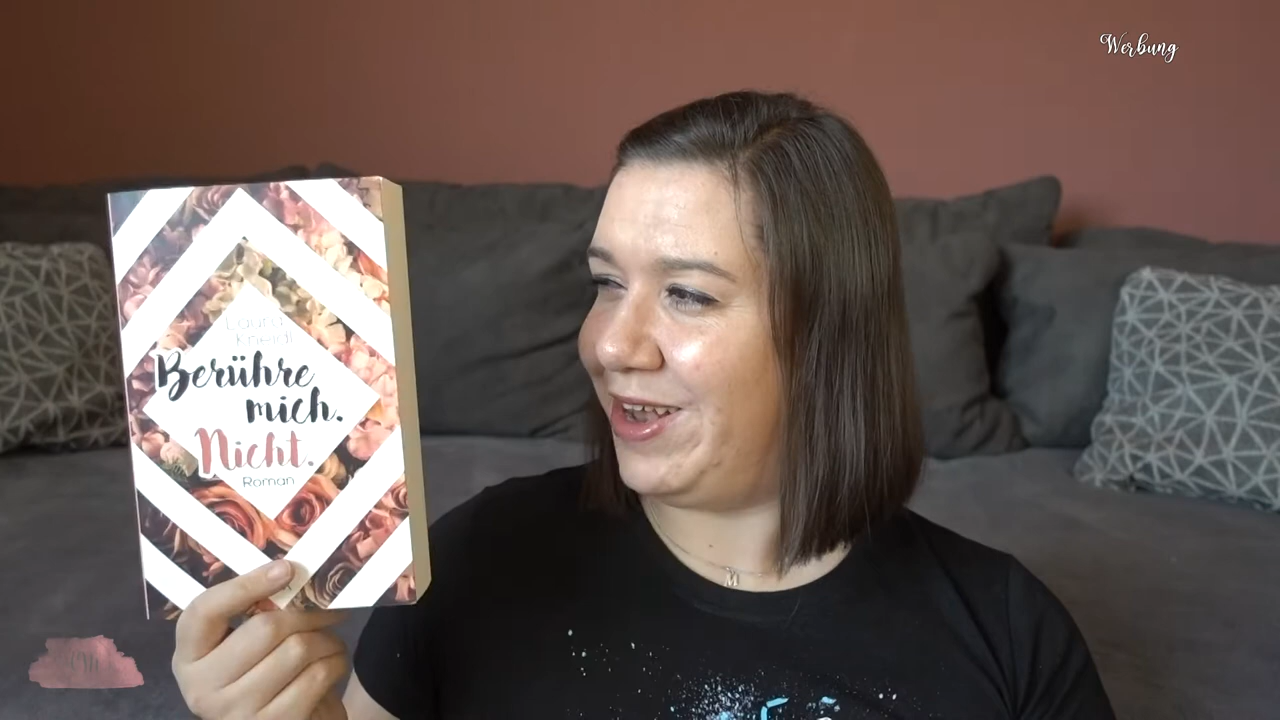 Werbung
Laura
Kneidl
Berühre
mich.
Nicht.
Roman
M